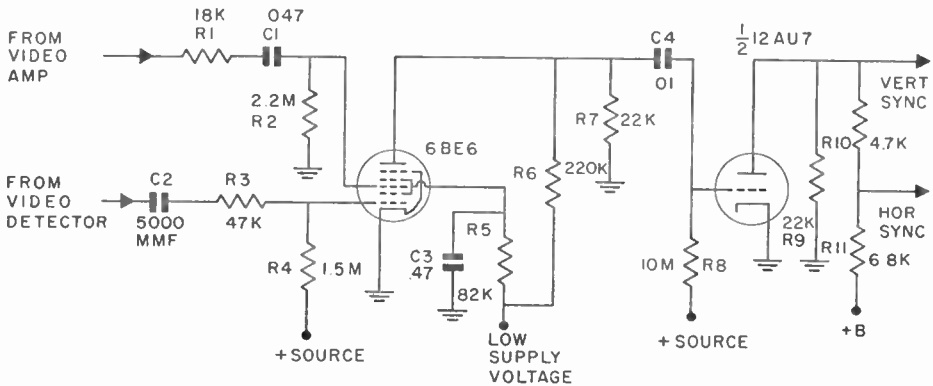 18K
R1
047
C1
FROM
VIDEO
AMP
2.2M
R2
6BE6
FROM
VIDEO
DETECTOR
C2
5000
MMF
R3
47K
R4
1.5M
+ SOURCE
C3
.47
R5
82K
LOW
SUPPLY
VOLTAGE
R6
220K
R7
22K
C4
01
1/2 12AU7
10M
R8
+ SOURCE
R10
4.7K
22K
R9
R11
6 8K
+B
VERT
SYNC
HOR
SYNC